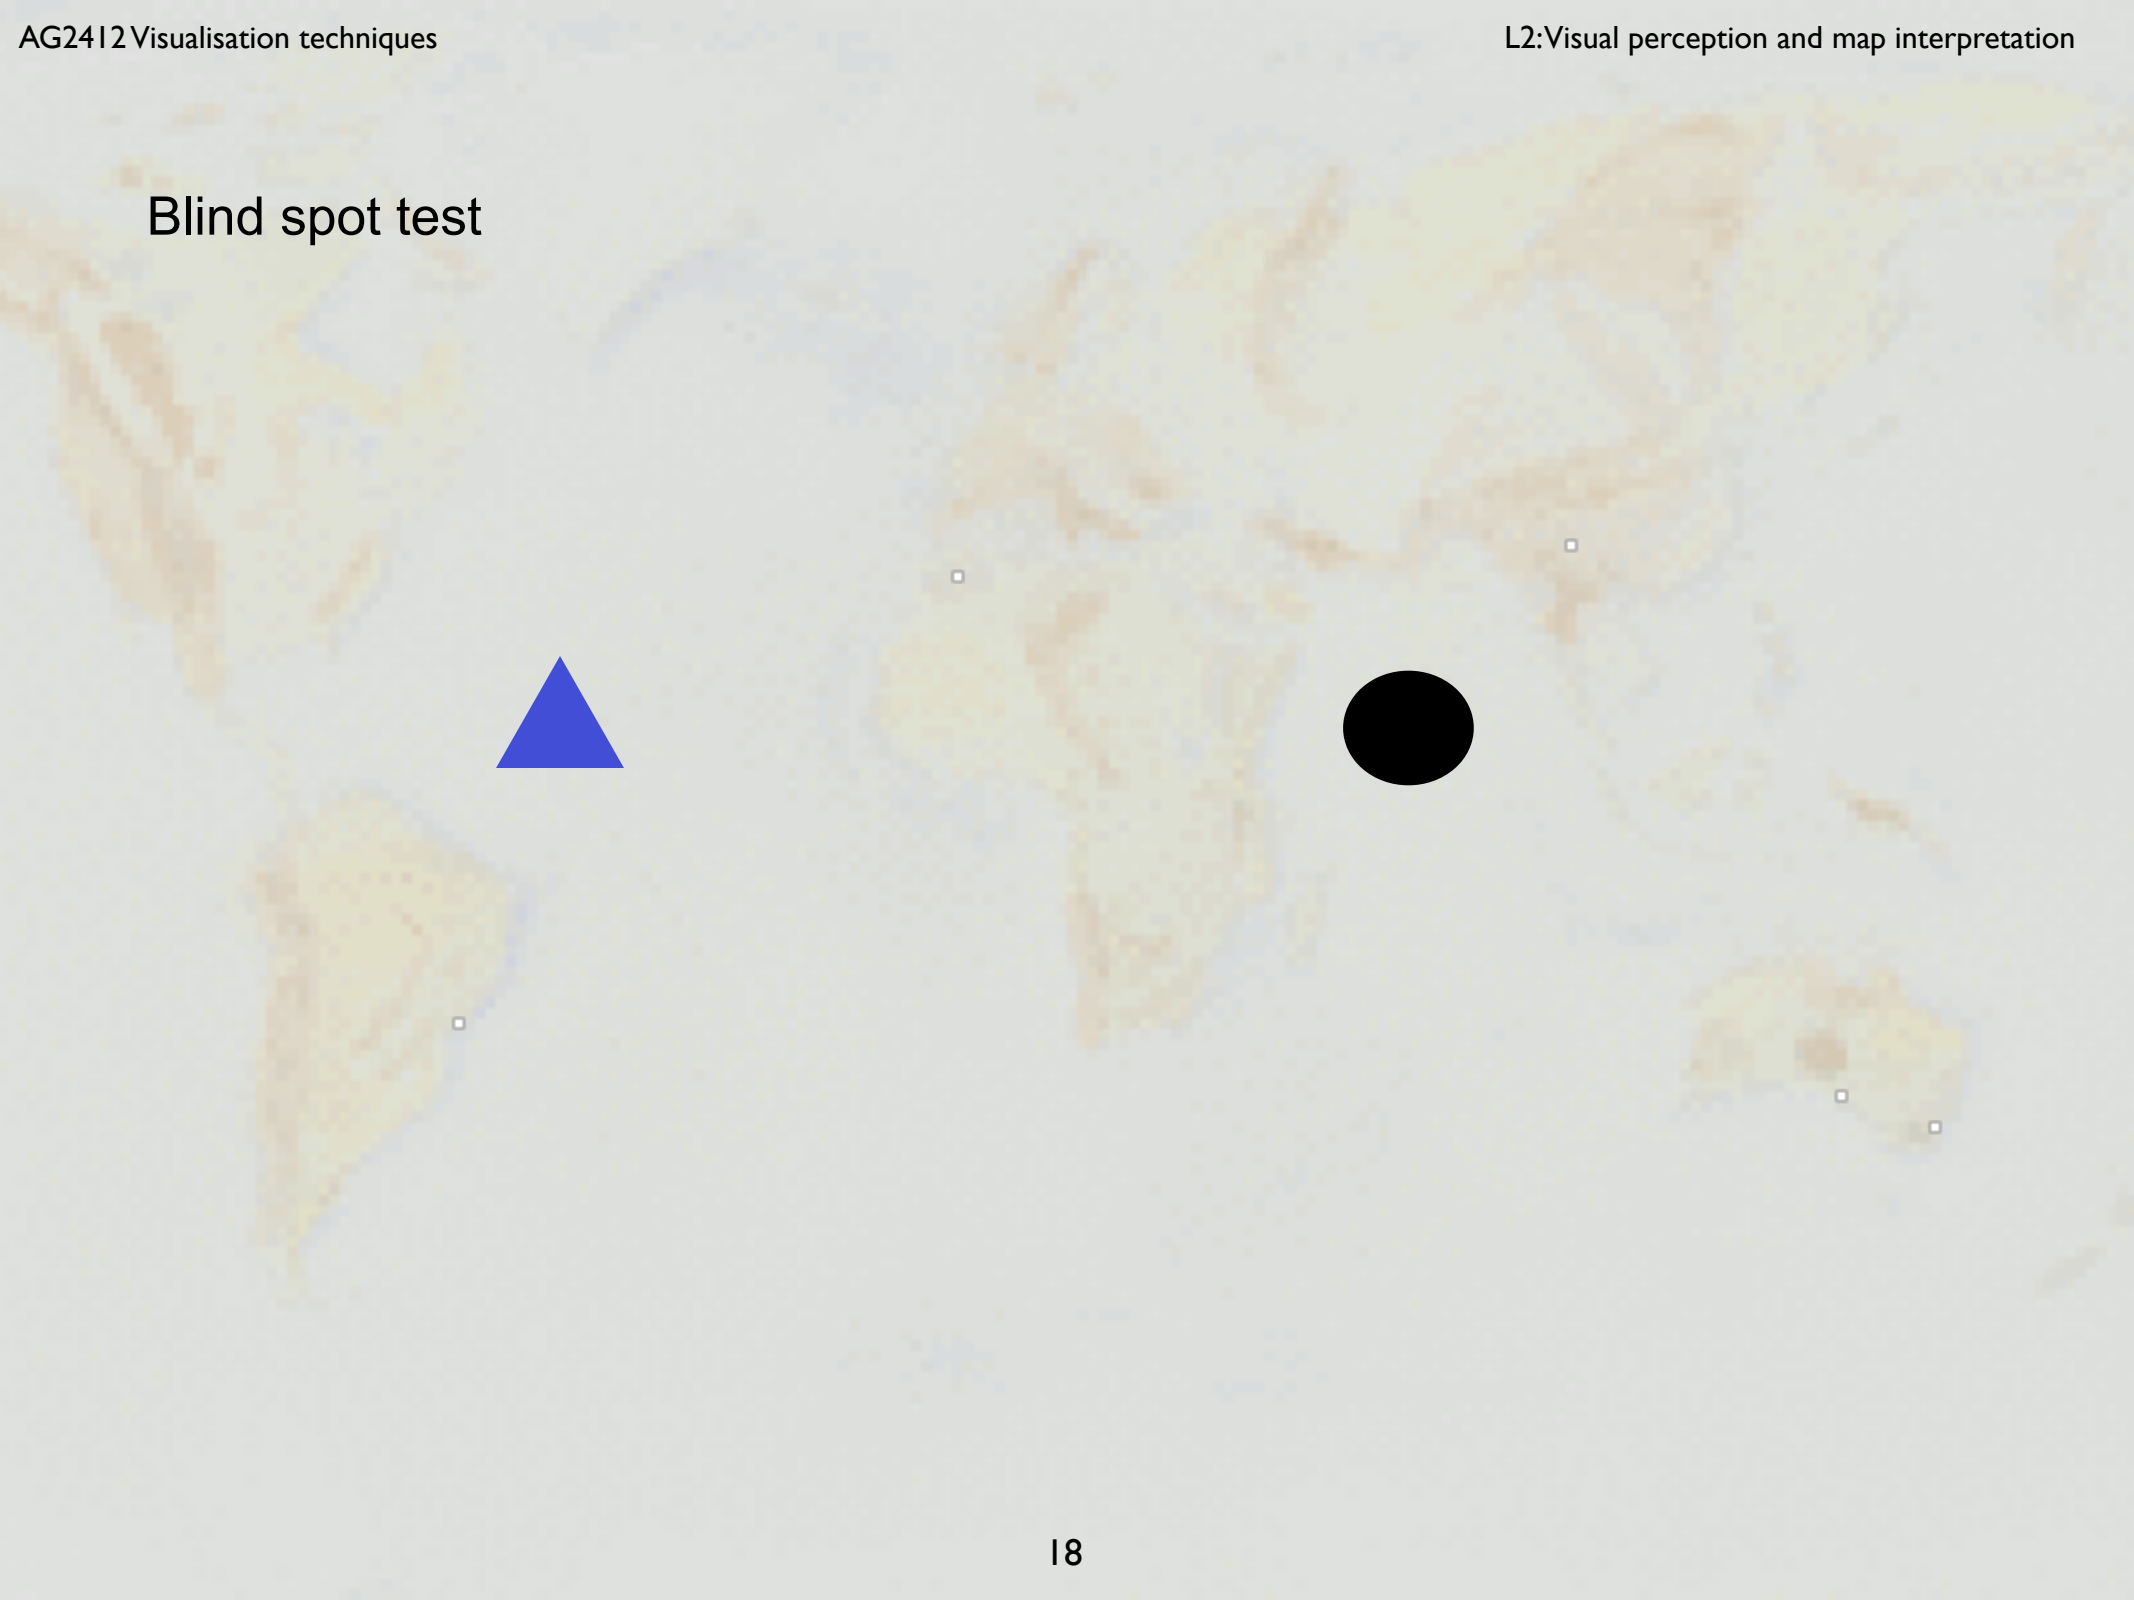 AG2412 Visualisation techniques
L2: Visual perception and map interpretation
Blind spot test
18